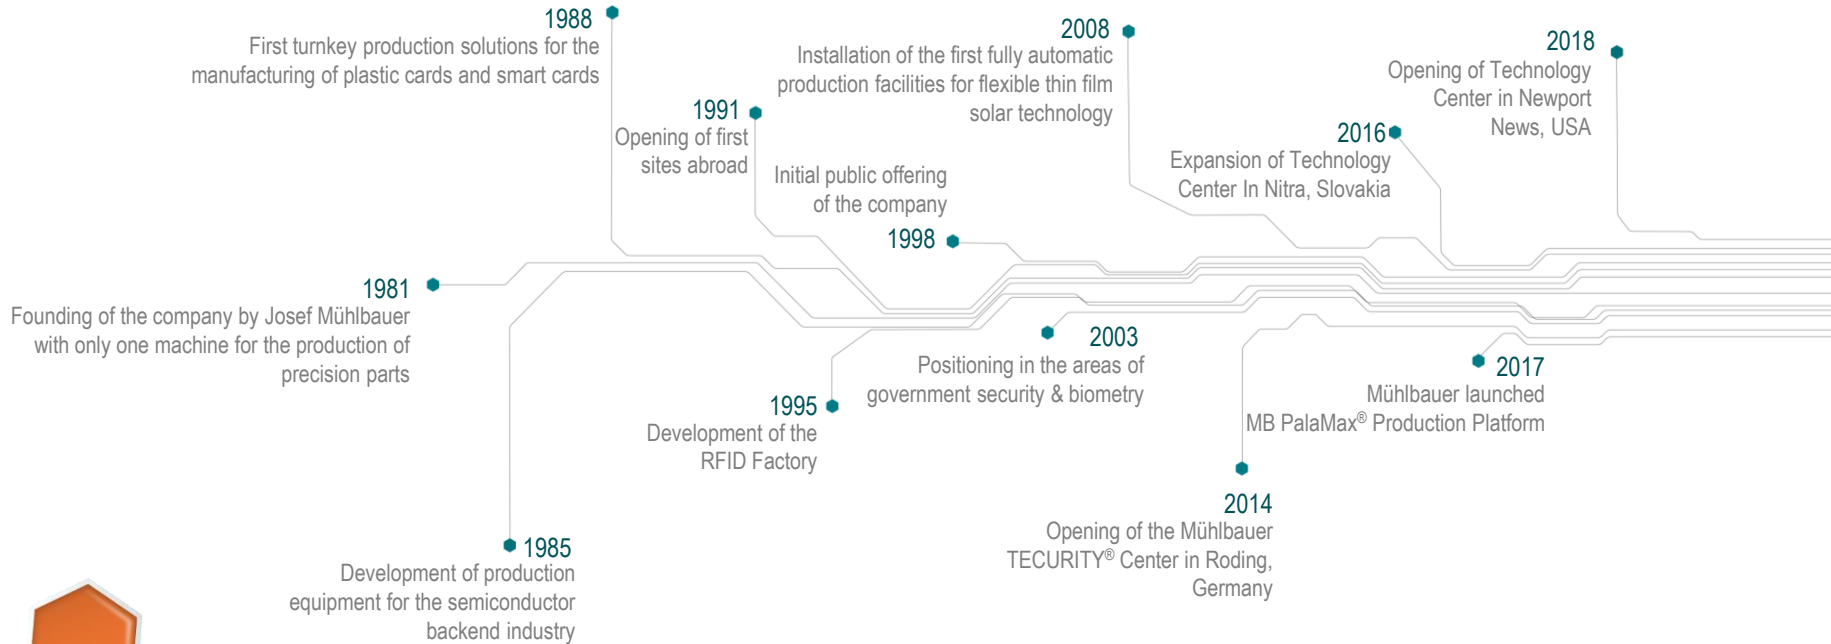 1988
First turnkey production solutions for the
manufacturing of plastic cards and smart cards
2008
Installation of the first fully automatic
production facilities for flexible thin film
solar technology
2018
Opening of Technology
Center in Newport
News, USA
1991
Opening of first
sites abroad
2016
Expansion of Technology
Center In Nitra, Slovakia
Initial public offering
of the company
1998
1981
Founding of the company by Josef Mühlbauer
with only one machine for the production of
precision parts
2003
Positioning in the areas of
government security & biometry
2017
Mühlbauer launched
MB PalaMax® Production Platform
1995
Development of the
RFID Factory
2014
Opening of the Mühlbauer
TECURITY® Center in Roding,
Germany
1985
Development of production
equipment for the semiconductor
backend industry